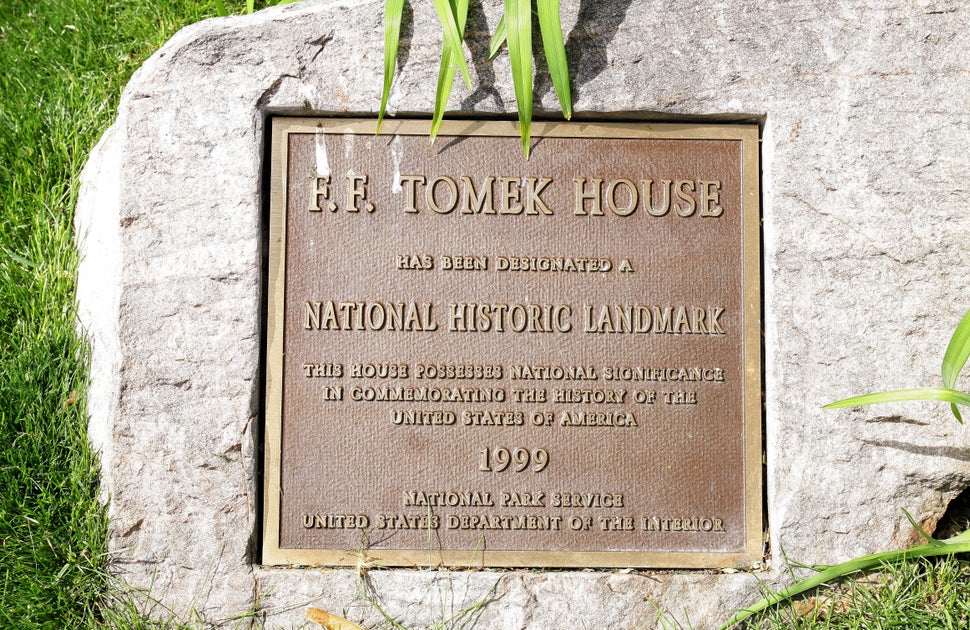 F. F. TOMEK HOUSE
HAS BEEN DESIGNATED A
NATIONAL HISTORIC LANDMARK
THIS HOUSE POSSESSES NATIONAL SIGNIFICANCE
IN COMMEMORATING THE HISTORY OF THE
UNITED STATES OF AMERICA
1999
NATIONAL PARK SERVICE
UNITED STATES DEPARTMENT OF THE INTERIOR